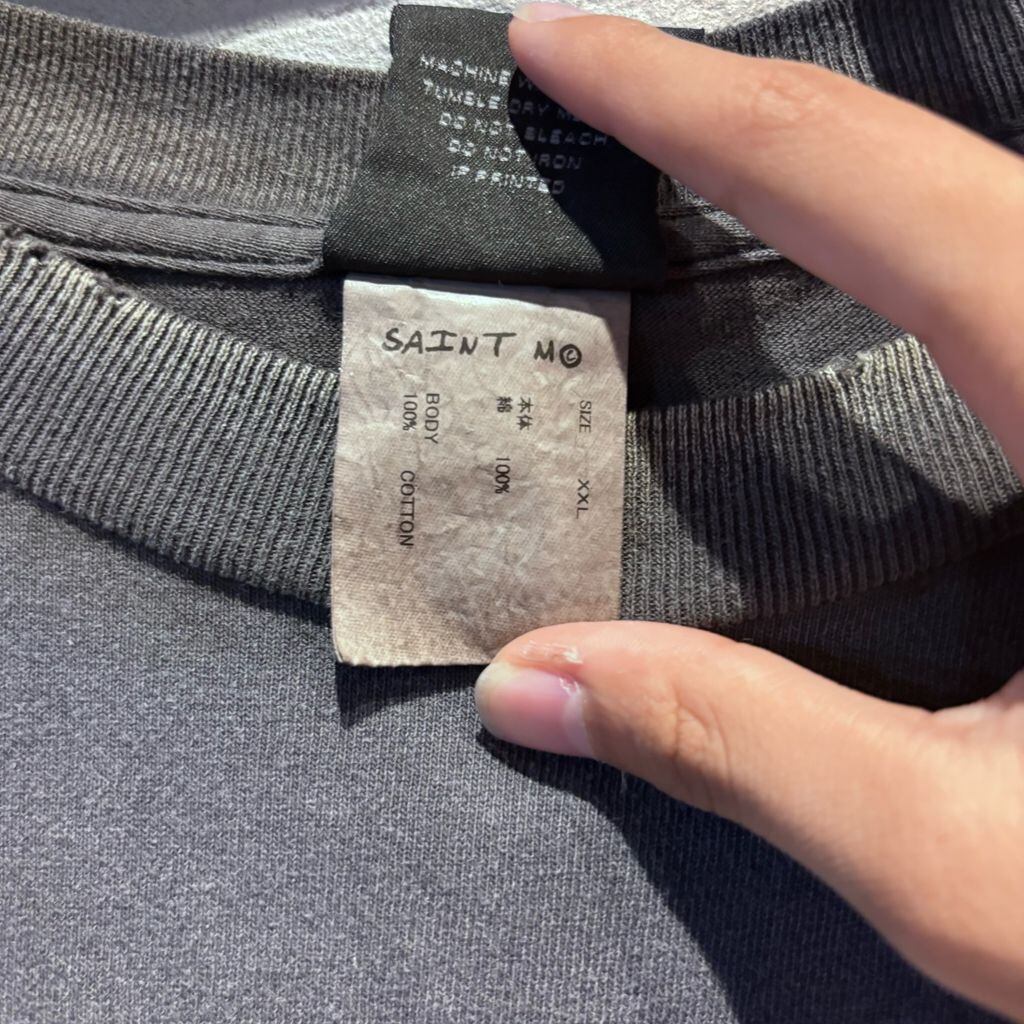 MACHINE
TUMBLE DRY
DO NOT BLEACH
DO NOT IRON
IF PRINTED
SAINT M
SIZE XXL
木体
綿 100%
BODY
100% COTTON